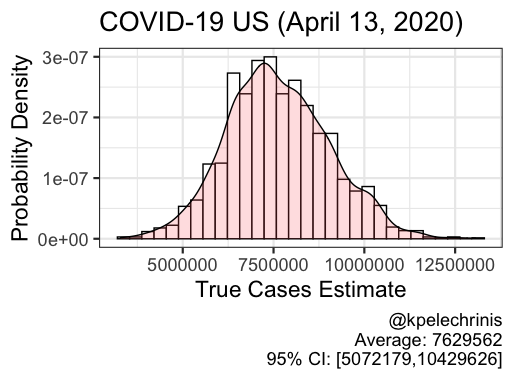 COVID-19 US (April 13, 2020)
Probability Density
3e-07
2e-07
1e-07
0e+00
5000000 7500000 10000000 12500000
True Cases Estimate
@kpelechrinis
Average: 7629562
95% CI: [5072179,10429626]